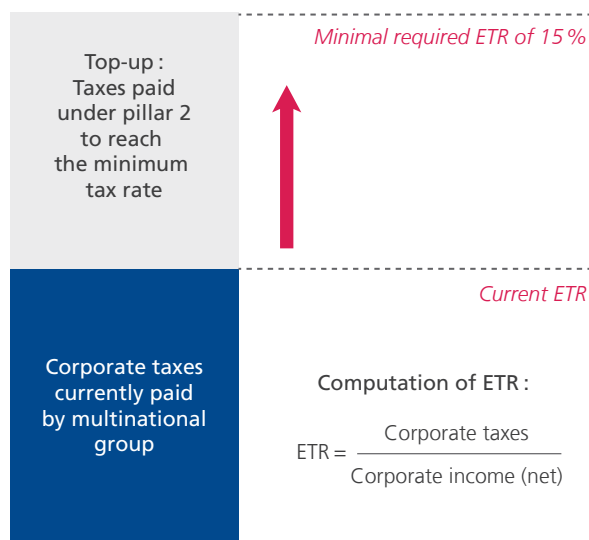 Minimal required ETR of 15 %
Top-up :
Taxes paid
under pillar 2
to reach
the minimum
tax rate
Current ETR
Corporate taxes
currently paid
by multinational
group
Computation of ETR :
ETR = Corporate taxes
Corporate income (net)